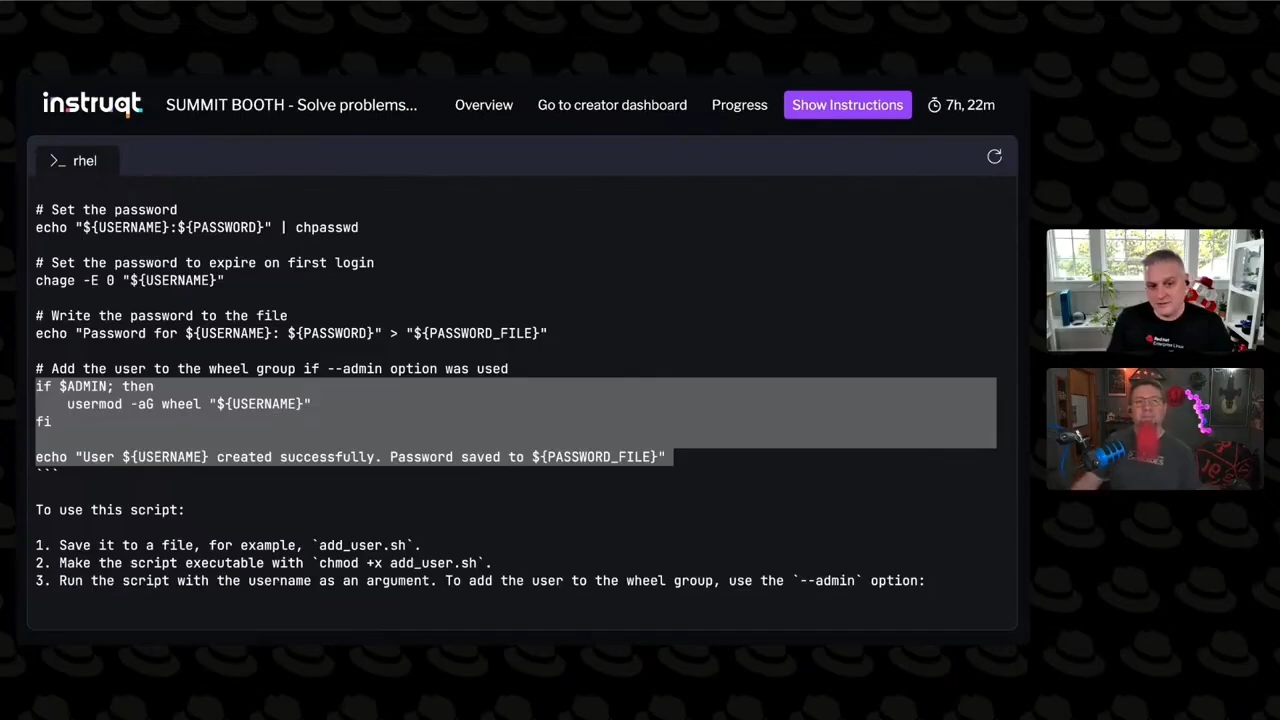 instruqt SUMMIT BOOTH - Solve problems... Overview Go to creator dashboard Progress Show Instructions 7h, 22m
>_ rhel
# Set the password
echo "${USERNAME}:${PASSWORD}" | chpasswd
# Set the password to expire on first login
chage -E 0 "${USERNAME}"
# Write the password to the file
echo "Password for ${USERNAME}: ${PASSWORD}" > "${PASSWORD_FILE}"
# Add the user to the wheel group if --admin option was used
if $ADMIN; then
    usermod -aG wheel "${USERNAME}"
fi
echo "User ${USERNAME} created successfully. Password saved to ${PASSWORD_FILE}"
```
To use this script:
1. Save it to a file, for example, `add_user.sh`.
2. Make the script executable with `chmod +x add_user.sh`.
3. Run the script with the username as an argument. To add the user to the wheel group, use the `--admin` option:
Red Hat
Enterprise Linux